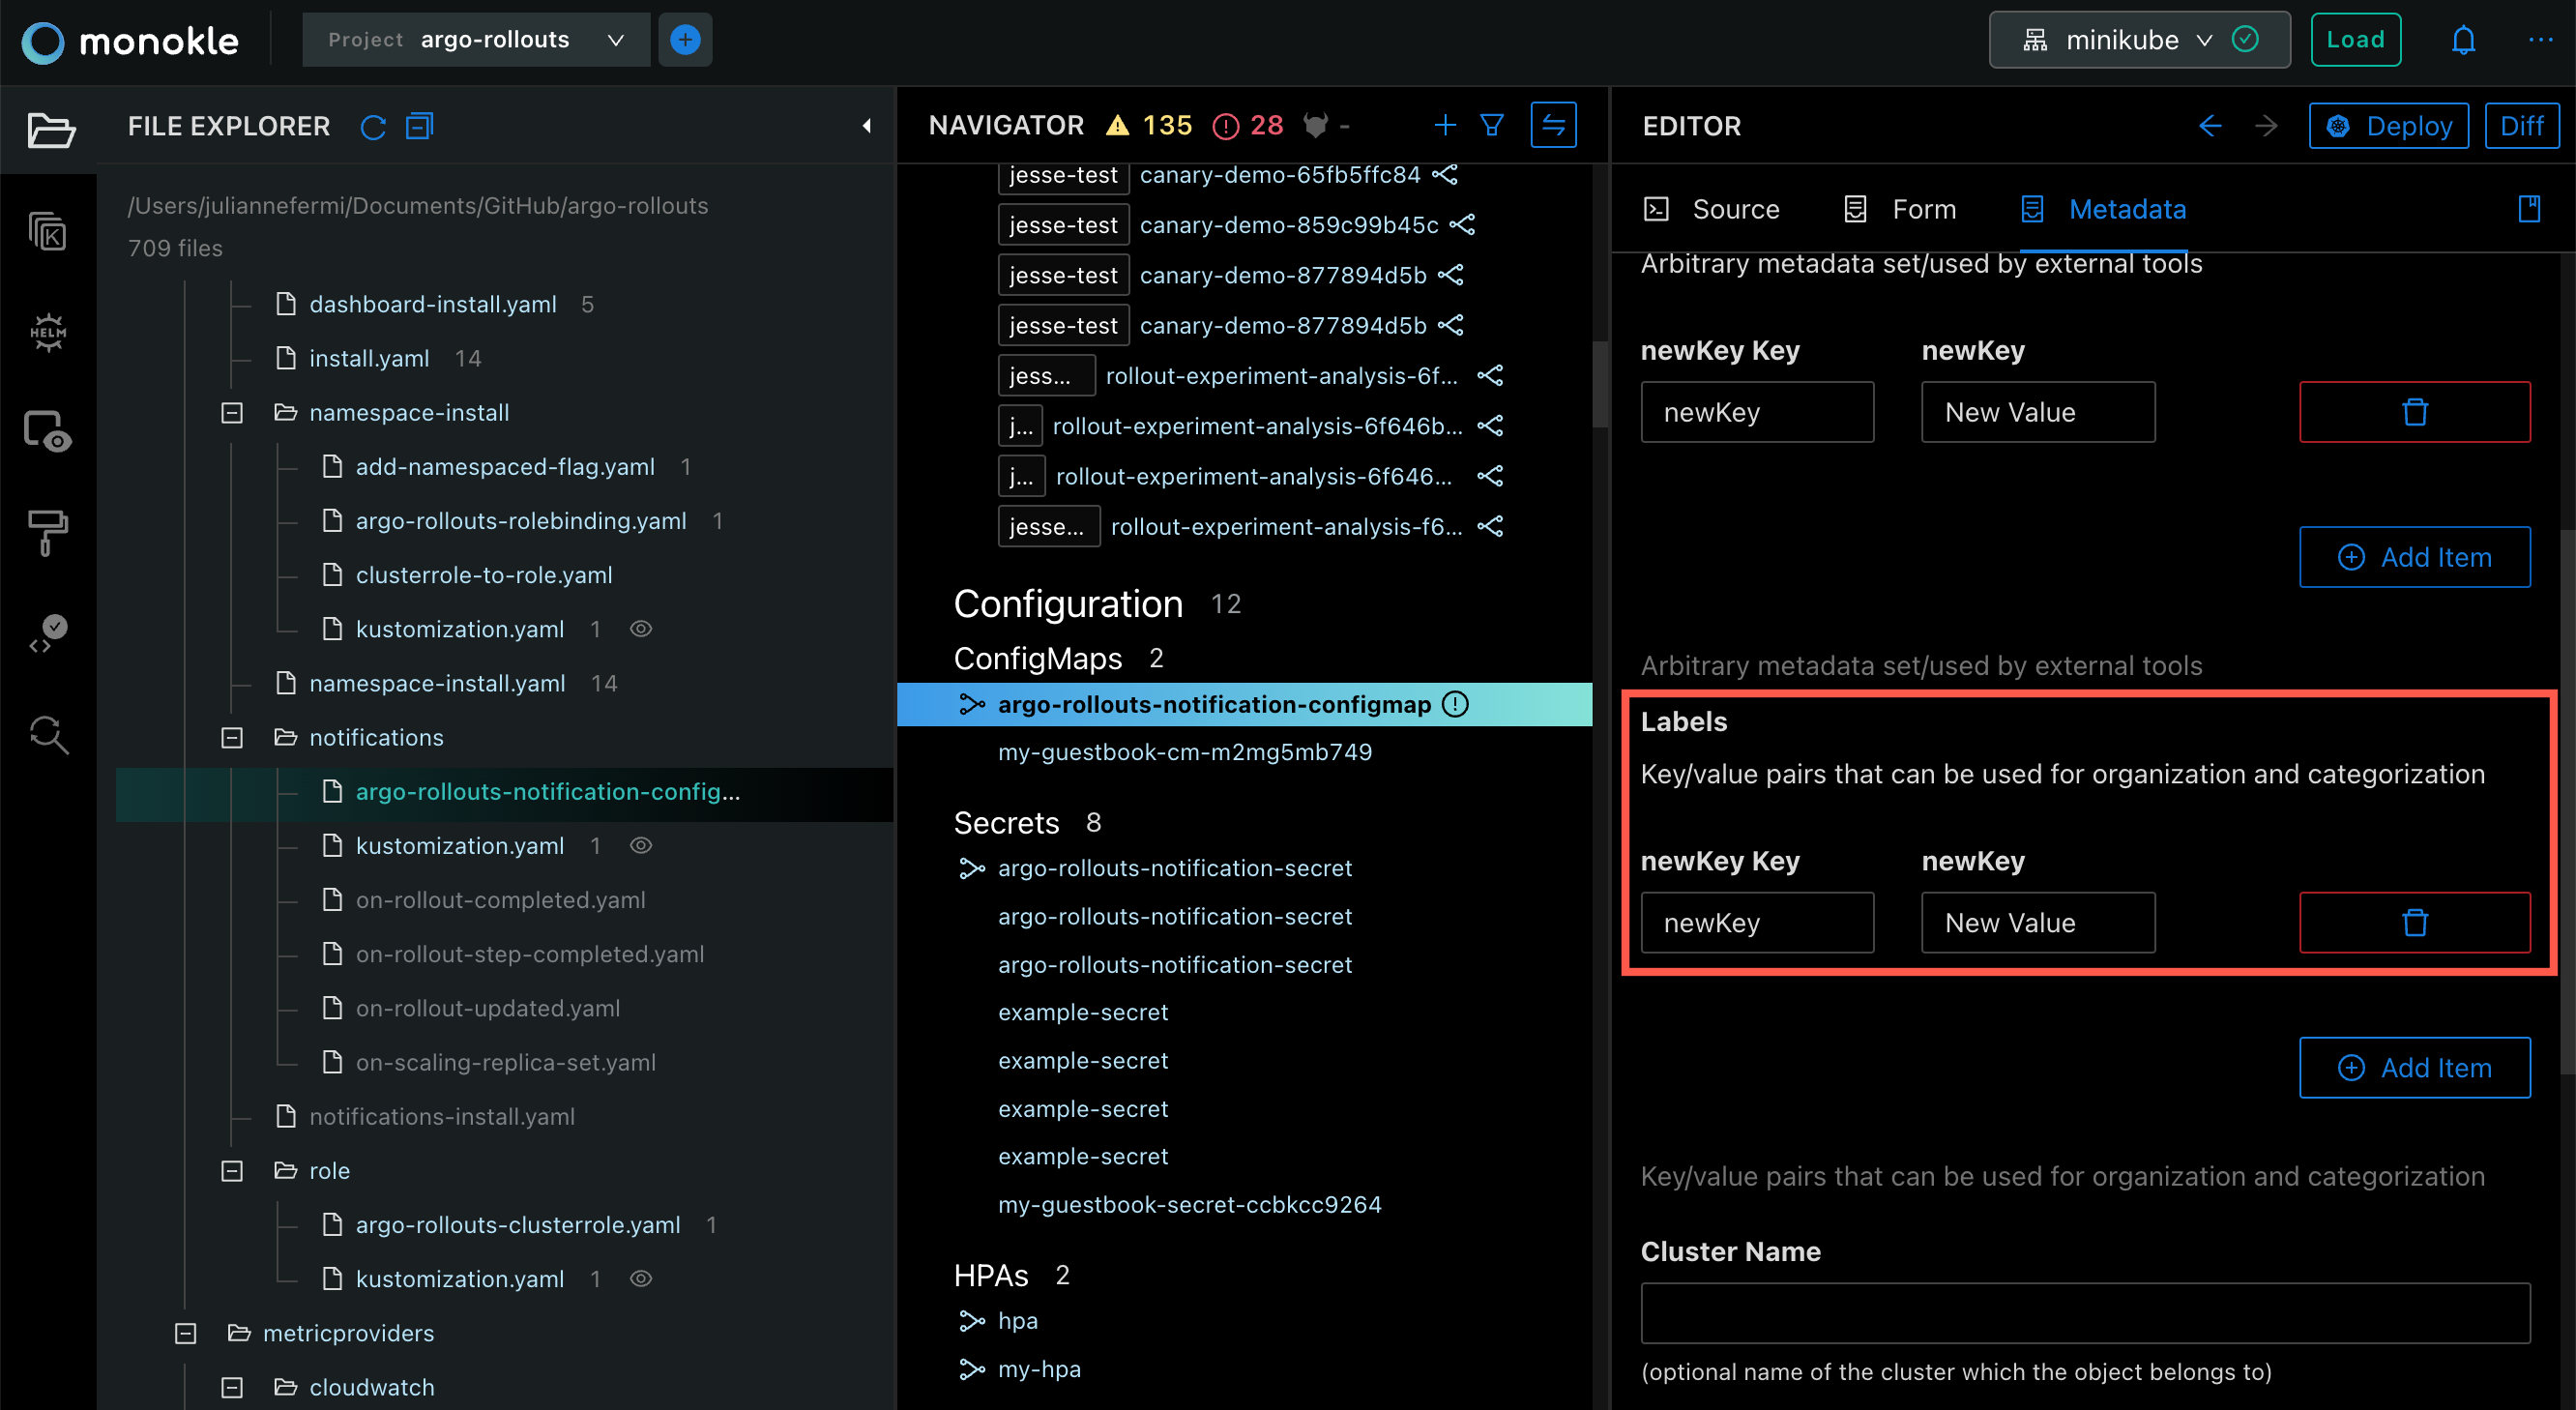 monokle
Project argo-rollouts
minikube
Load
FILE EXPLORER
/Users/juliannefermi/Documents/GitHub/argo-rollouts
709 files
dashboard-install.yaml 5
install.yaml 14
namespace-install
add-namespaced-flag.yaml 1
argo-rollouts-rolebinding.yaml 1
clusterrole-to-role.yaml
kustomization.yaml 1
namespace-install.yaml 14
notifications
argo-rollouts-notification-config...
kustomization.yaml 1
on-rollout-completed.yaml
on-rollout-step-completed.yaml
on-rollout-updated.yaml
on-scaling-replica-set.yaml
notifications-install.yaml
role
argo-rollouts-clusterrole.yaml 1
kustomization.yaml 1
metricproviders
cloudwatch
K
HELM
NAVIGATOR 135 28 -
jesse-test canary-demo-65fb5ffc84
jesse-test canary-demo-859c99b45c
jesse-test canary-demo-877894d5b
jesse-test canary-demo-877894d5b
jess... rollout-experiment-analysis-6f...
j... rollout-experiment-analysis-6f646b...
j... rollout-experiment-analysis-6f646...
jesse... rollout-experiment-analysis-f6...
Configuration 12
ConfigMaps 2
argo-rollouts-notification-configmap
my-guestbook-cm-m2mg5mb749
Secrets 8
argo-rollouts-notification-secret
argo-rollouts-notification-secret
argo-rollouts-notification-secret
example-secret
example-secret
example-secret
example-secret
my-guestbook-secret-ccbkcc9264
HPAs 2
hpa
my-hpa
EDITOR
Deploy
Diff
Source
Form
Metadata
Arbitrary metadata set/used by external tools
newKey Key newKey
newKey New Value
Add Item
Arbitrary metadata set/used by external tools
Labels
Key/value pairs that can be used for organization and categorization
newKey Key newKey
newKey New Value
Add Item
Key/value pairs that can be used for organization and categorization
Cluster Name
(optional name of the cluster which the object belongs to)